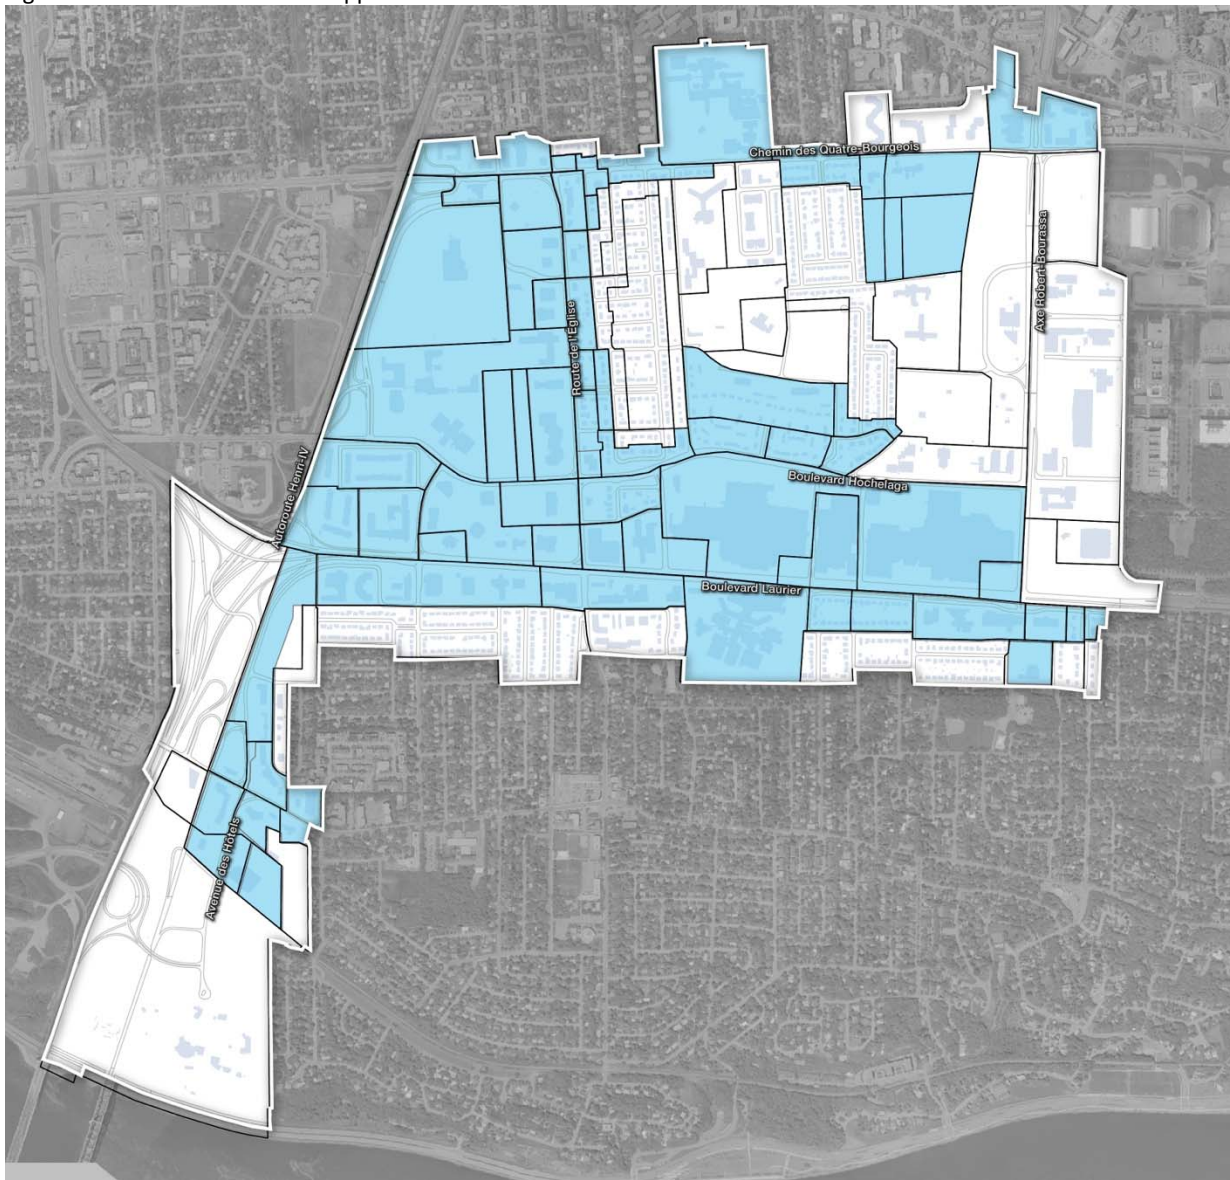 Chemin des Quatre-Bourgeois
Axe Robert-Bourassa
Route de l'Église
Autoroute Henri-IV
Boulevard Hochelaga
Boulevard Laurier
Avenue des Hôtels